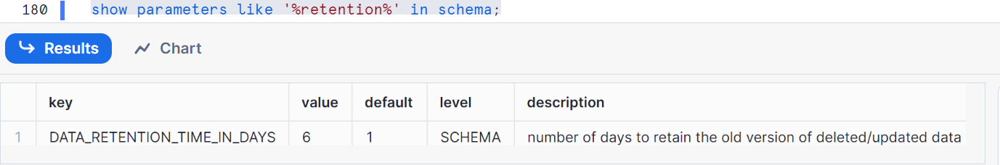 180 show parameters like '%retention%' in schema;
Results Chart
key value default level description
1 DATA_RETENTION_TIME_IN_DAYS 6 1 SCHEMA number of days to retain the old version of deleted/updated data